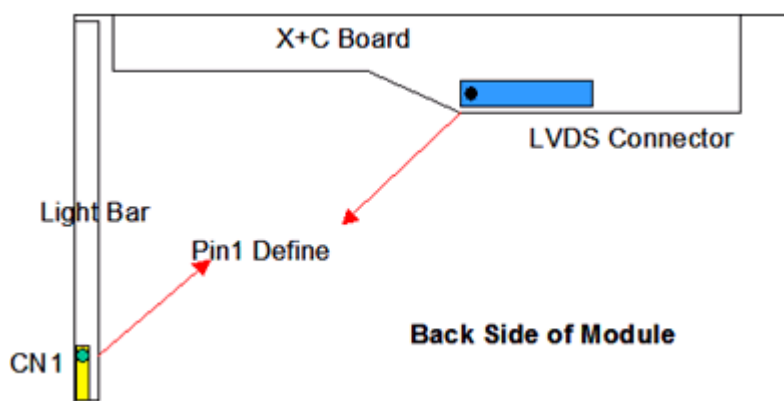 X+C Board
LVDS Connector
Light Bar
Pin1 Define
Back Side of Module
CN1